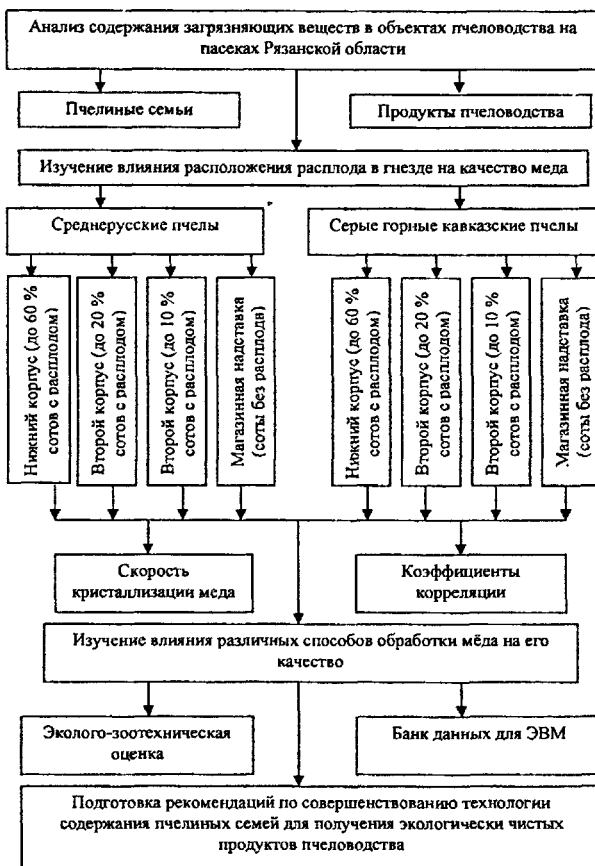 Анализ содержания загрязняющих веществ в объектах пчеловодства на
пасеках Рязанской области
Пчелиные семьи
Продукты пчеловодства
Изучение влияния расположения расплода в гнезде на качество меда
Среднерусские пчелы
Серые горные кавказские пчелы
Нижний корпус (до 60 %
сотов с расплодом)
Второй корпус (до 20 %
сотов с расплодом)
Второй корпус (до 10 %
сотов с расплодом)
Магазинная надставка
(соты без расплода)
Нижний корпус (до 60 %
сотов с расплодом)
Второй корпус (до 20 %
сотов с расплодом)
Второй корпус (до 10 %
сотов с расплодом)
Магазинная надставка
(соты без расплода)
Скорость
кристаллизации меда
Коэффициенты
корреляции
Изучение влияния различных способов обработки мёда на его
качество
Эколого-зоотехническая
оценка
Банк данных для ЭВМ
Подготовка рекомендаций по совершенствованию технологии
содержания пчелиных семей для получения экологически чистых
продуктов пчеловодства